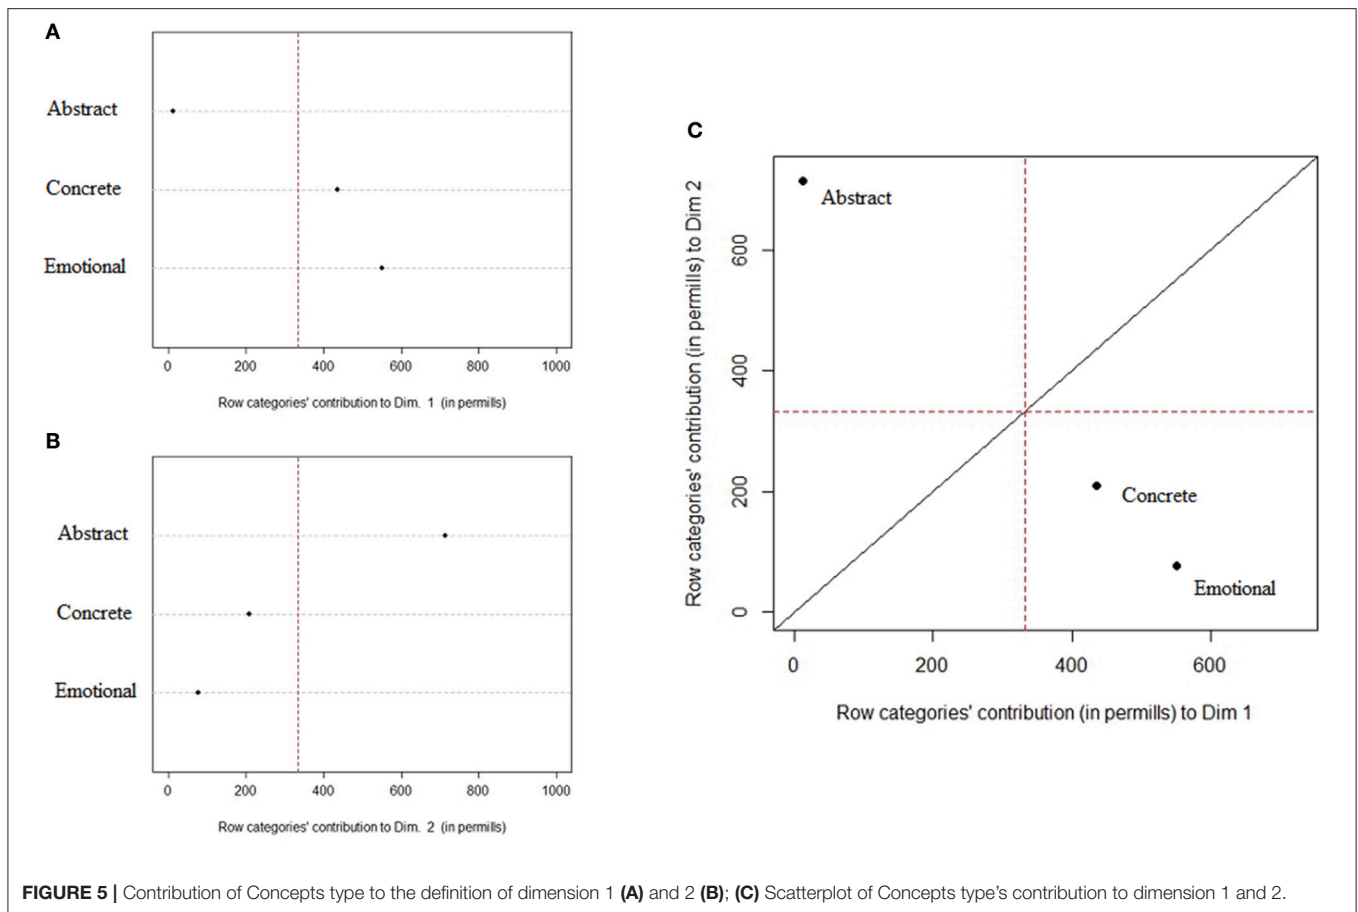 A
Abstract
Concrete
Emotional
0 200 400 600 800 1000
Row categories' contribution to Dim. 1 (in permills)
B
Abstract
Concrete
Emotional
0 200 400 600 800 1000
Row categories' contribution to Dim. 2 (in permills)
C
Row categories' contribution (in permills) to Dim 2
600
400
200
0
Abstract
Concrete
Emotional
0 200 400 600
Row categories' contribution (in permills) to Dim 1
FIGURE 5 | Contribution of Concepts type to the definition of dimension 1 (A) and 2 (B); (C) Scatterplot of Concepts type's contribution to dimension 1 and 2.